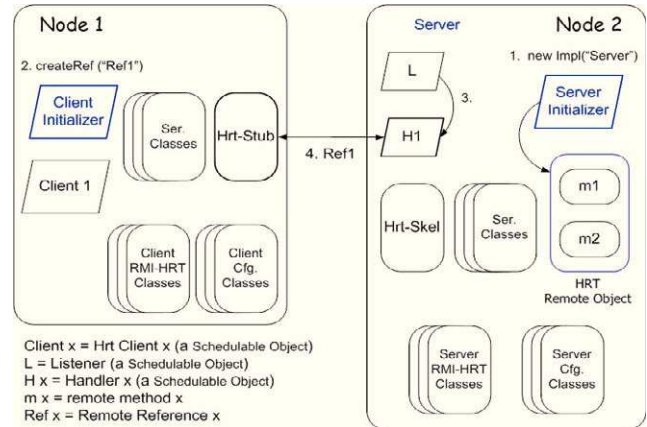 Node 1
2. createRef ("Ref1")
Client
Initializer
Client 1
Ser.
Classes
Hrt-Stub
Client
RMI-HRT
Classes
Client
Cfg.
Classes
4. Ref1
Server
Node 2
L
3.
H1
1. new Impl("Server")
Server
Initializer
Hrt-Skel
Ser.
Classes
m1
m2
HRT
Remote Object
Server
RMI-HRT
Classes
Server
Cfg.
Classes
Client x = Hrt Client x (a Schedulable Object)
L = Listener (a Schedulable Object)
H x = Handler x (a Schedulable Object)
m x = remote method x
Ref x = Remote Reference x